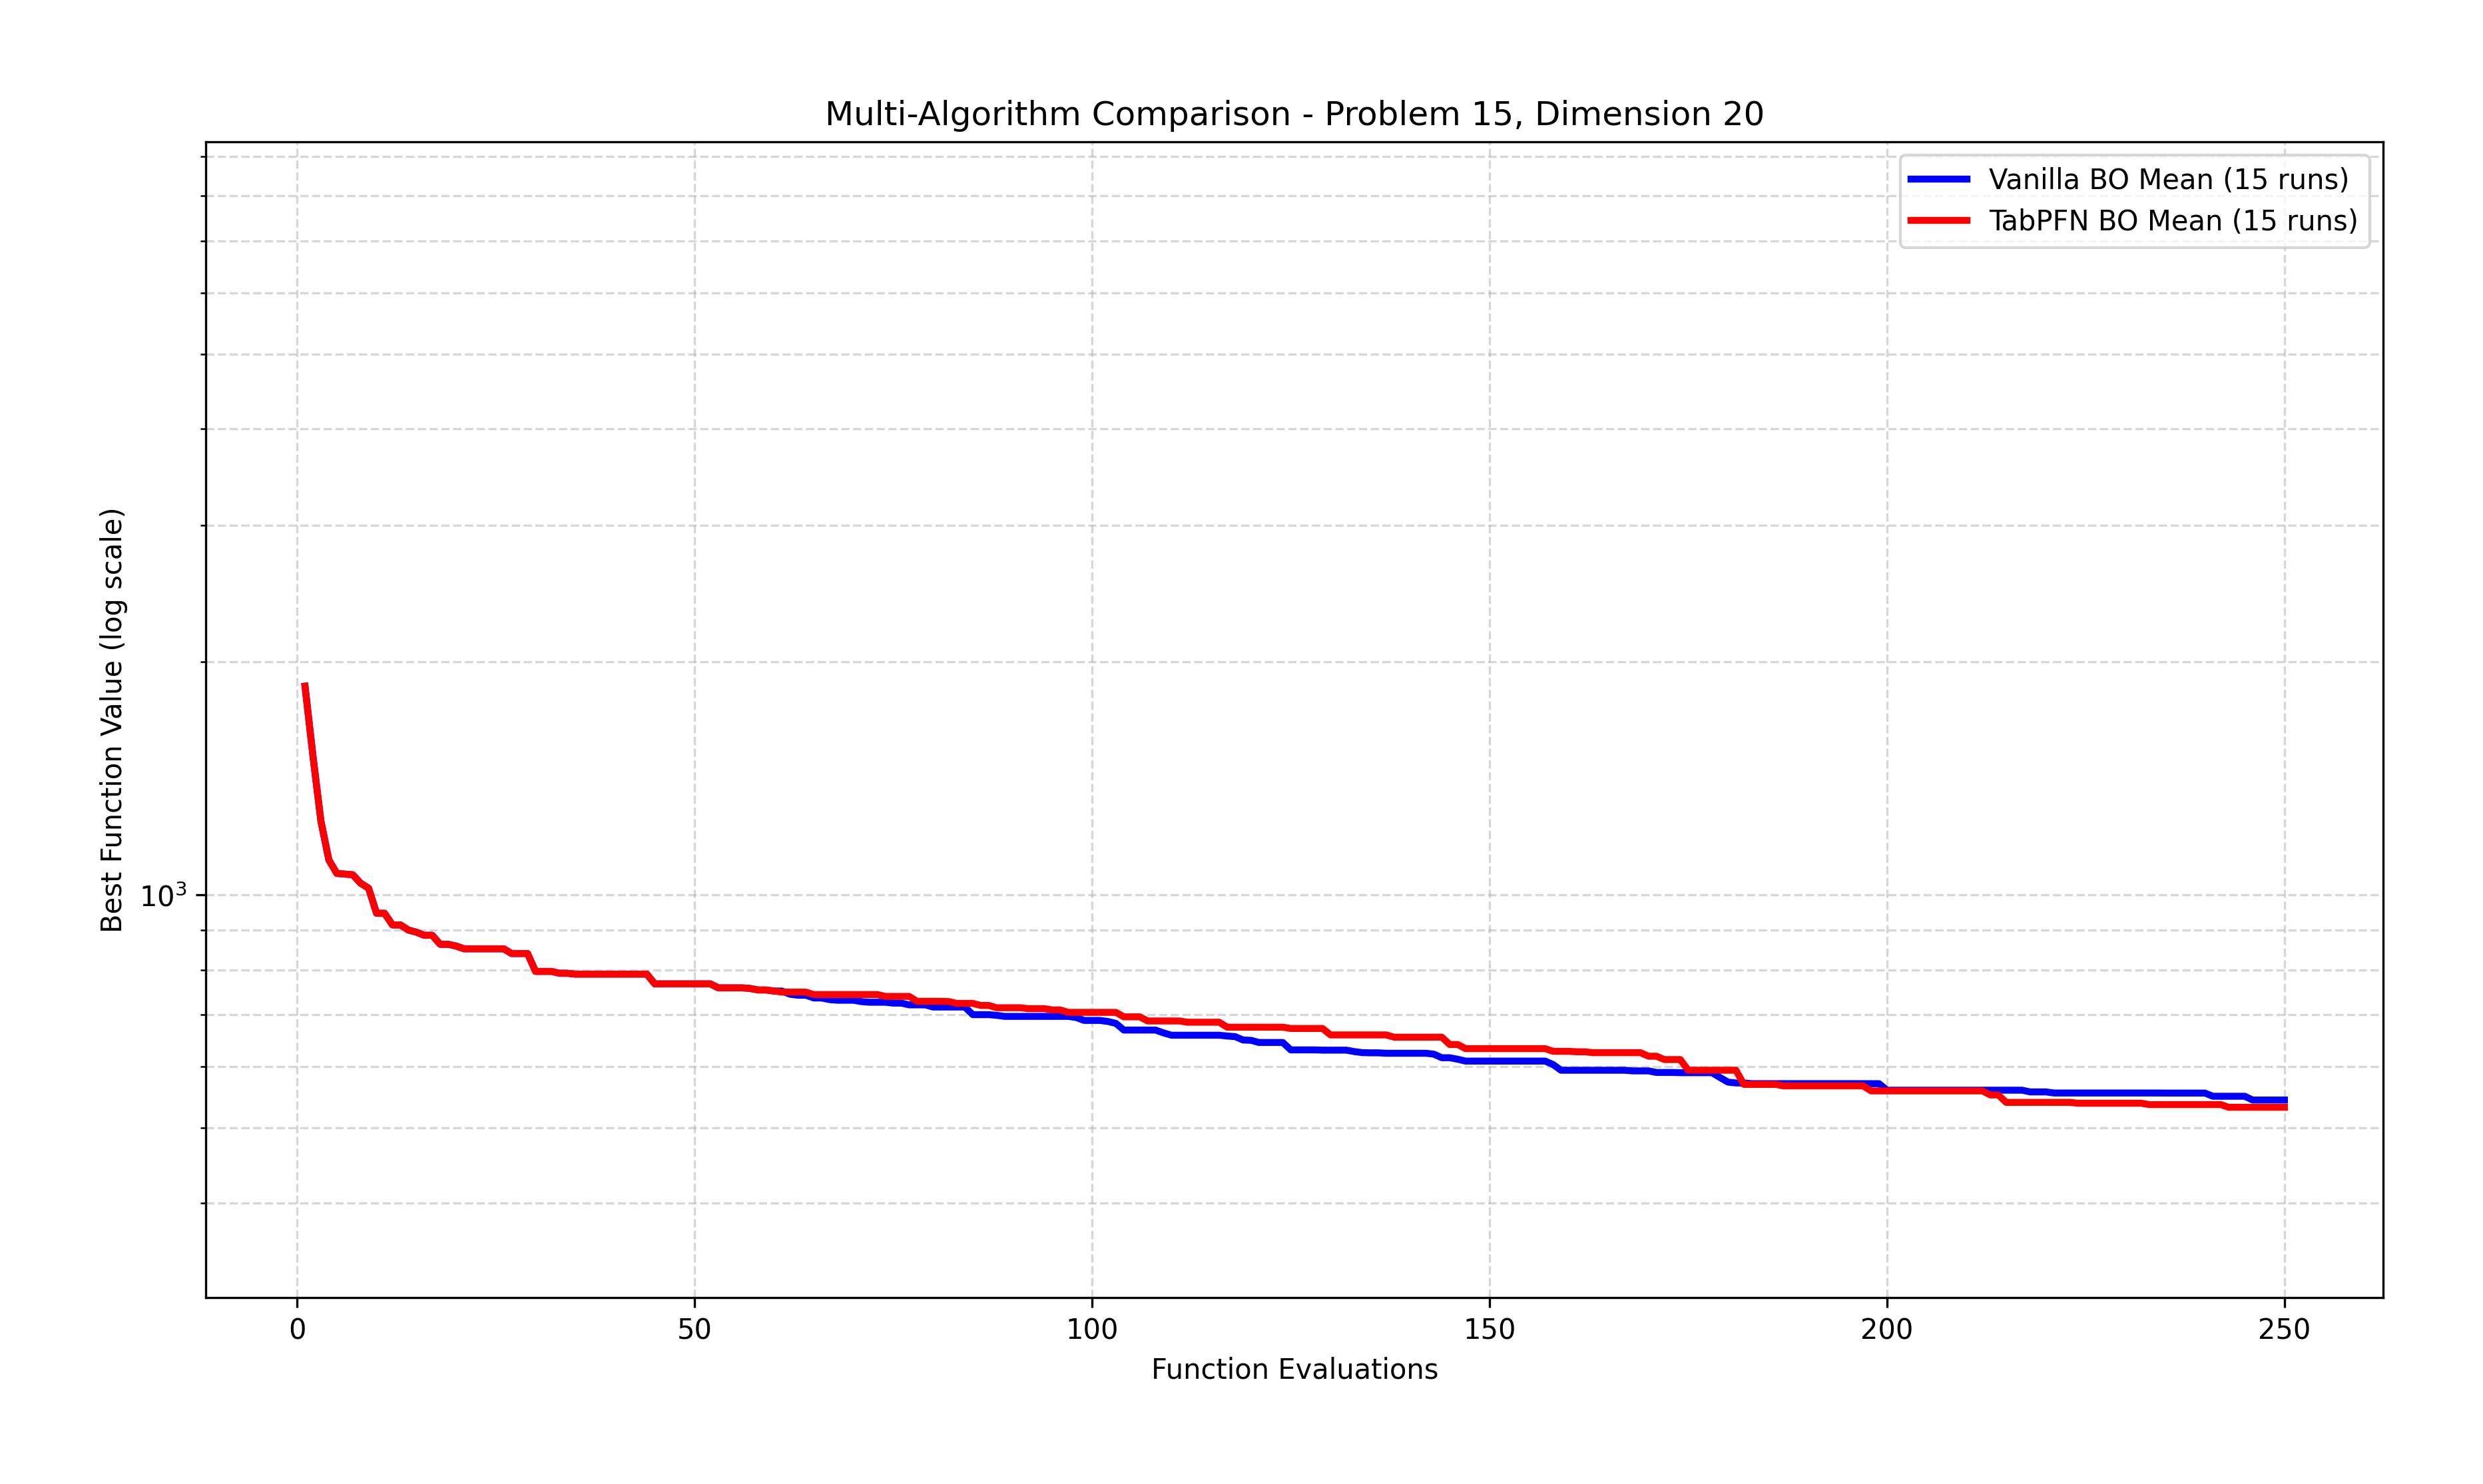 Multi-Algorithm Comparison - Problem 15, Dimension 20
Vanilla BO Mean (15 runs)
TabPFN BO Mean (15 runs)
Best Function Value (log scale)
10³
0 50 100 150 200 250
Function Evaluations